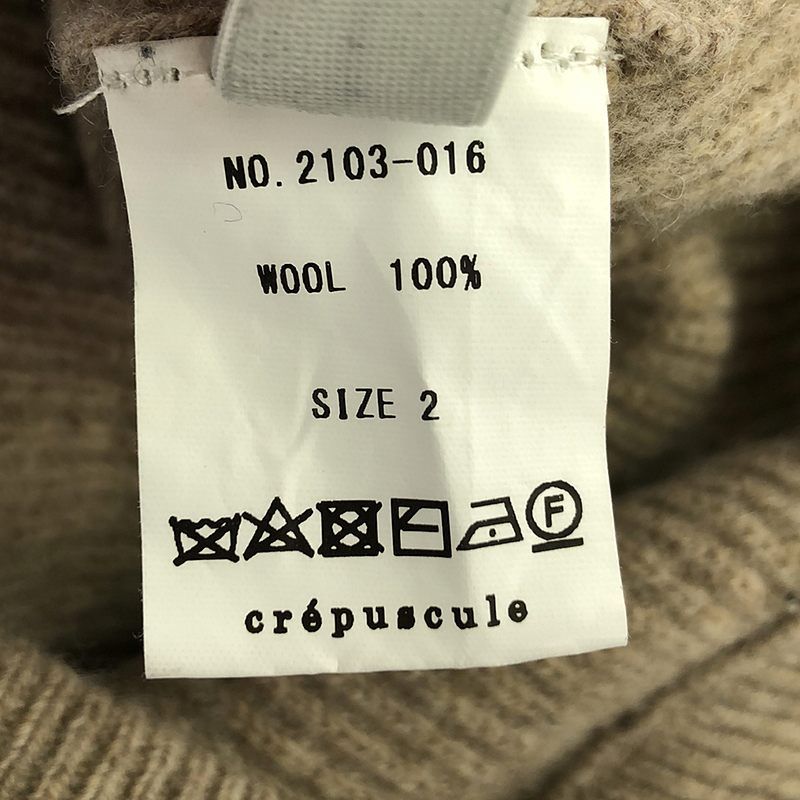 NO. 2103-016
WOOL 100%
SIZE 2
F
crépuscule